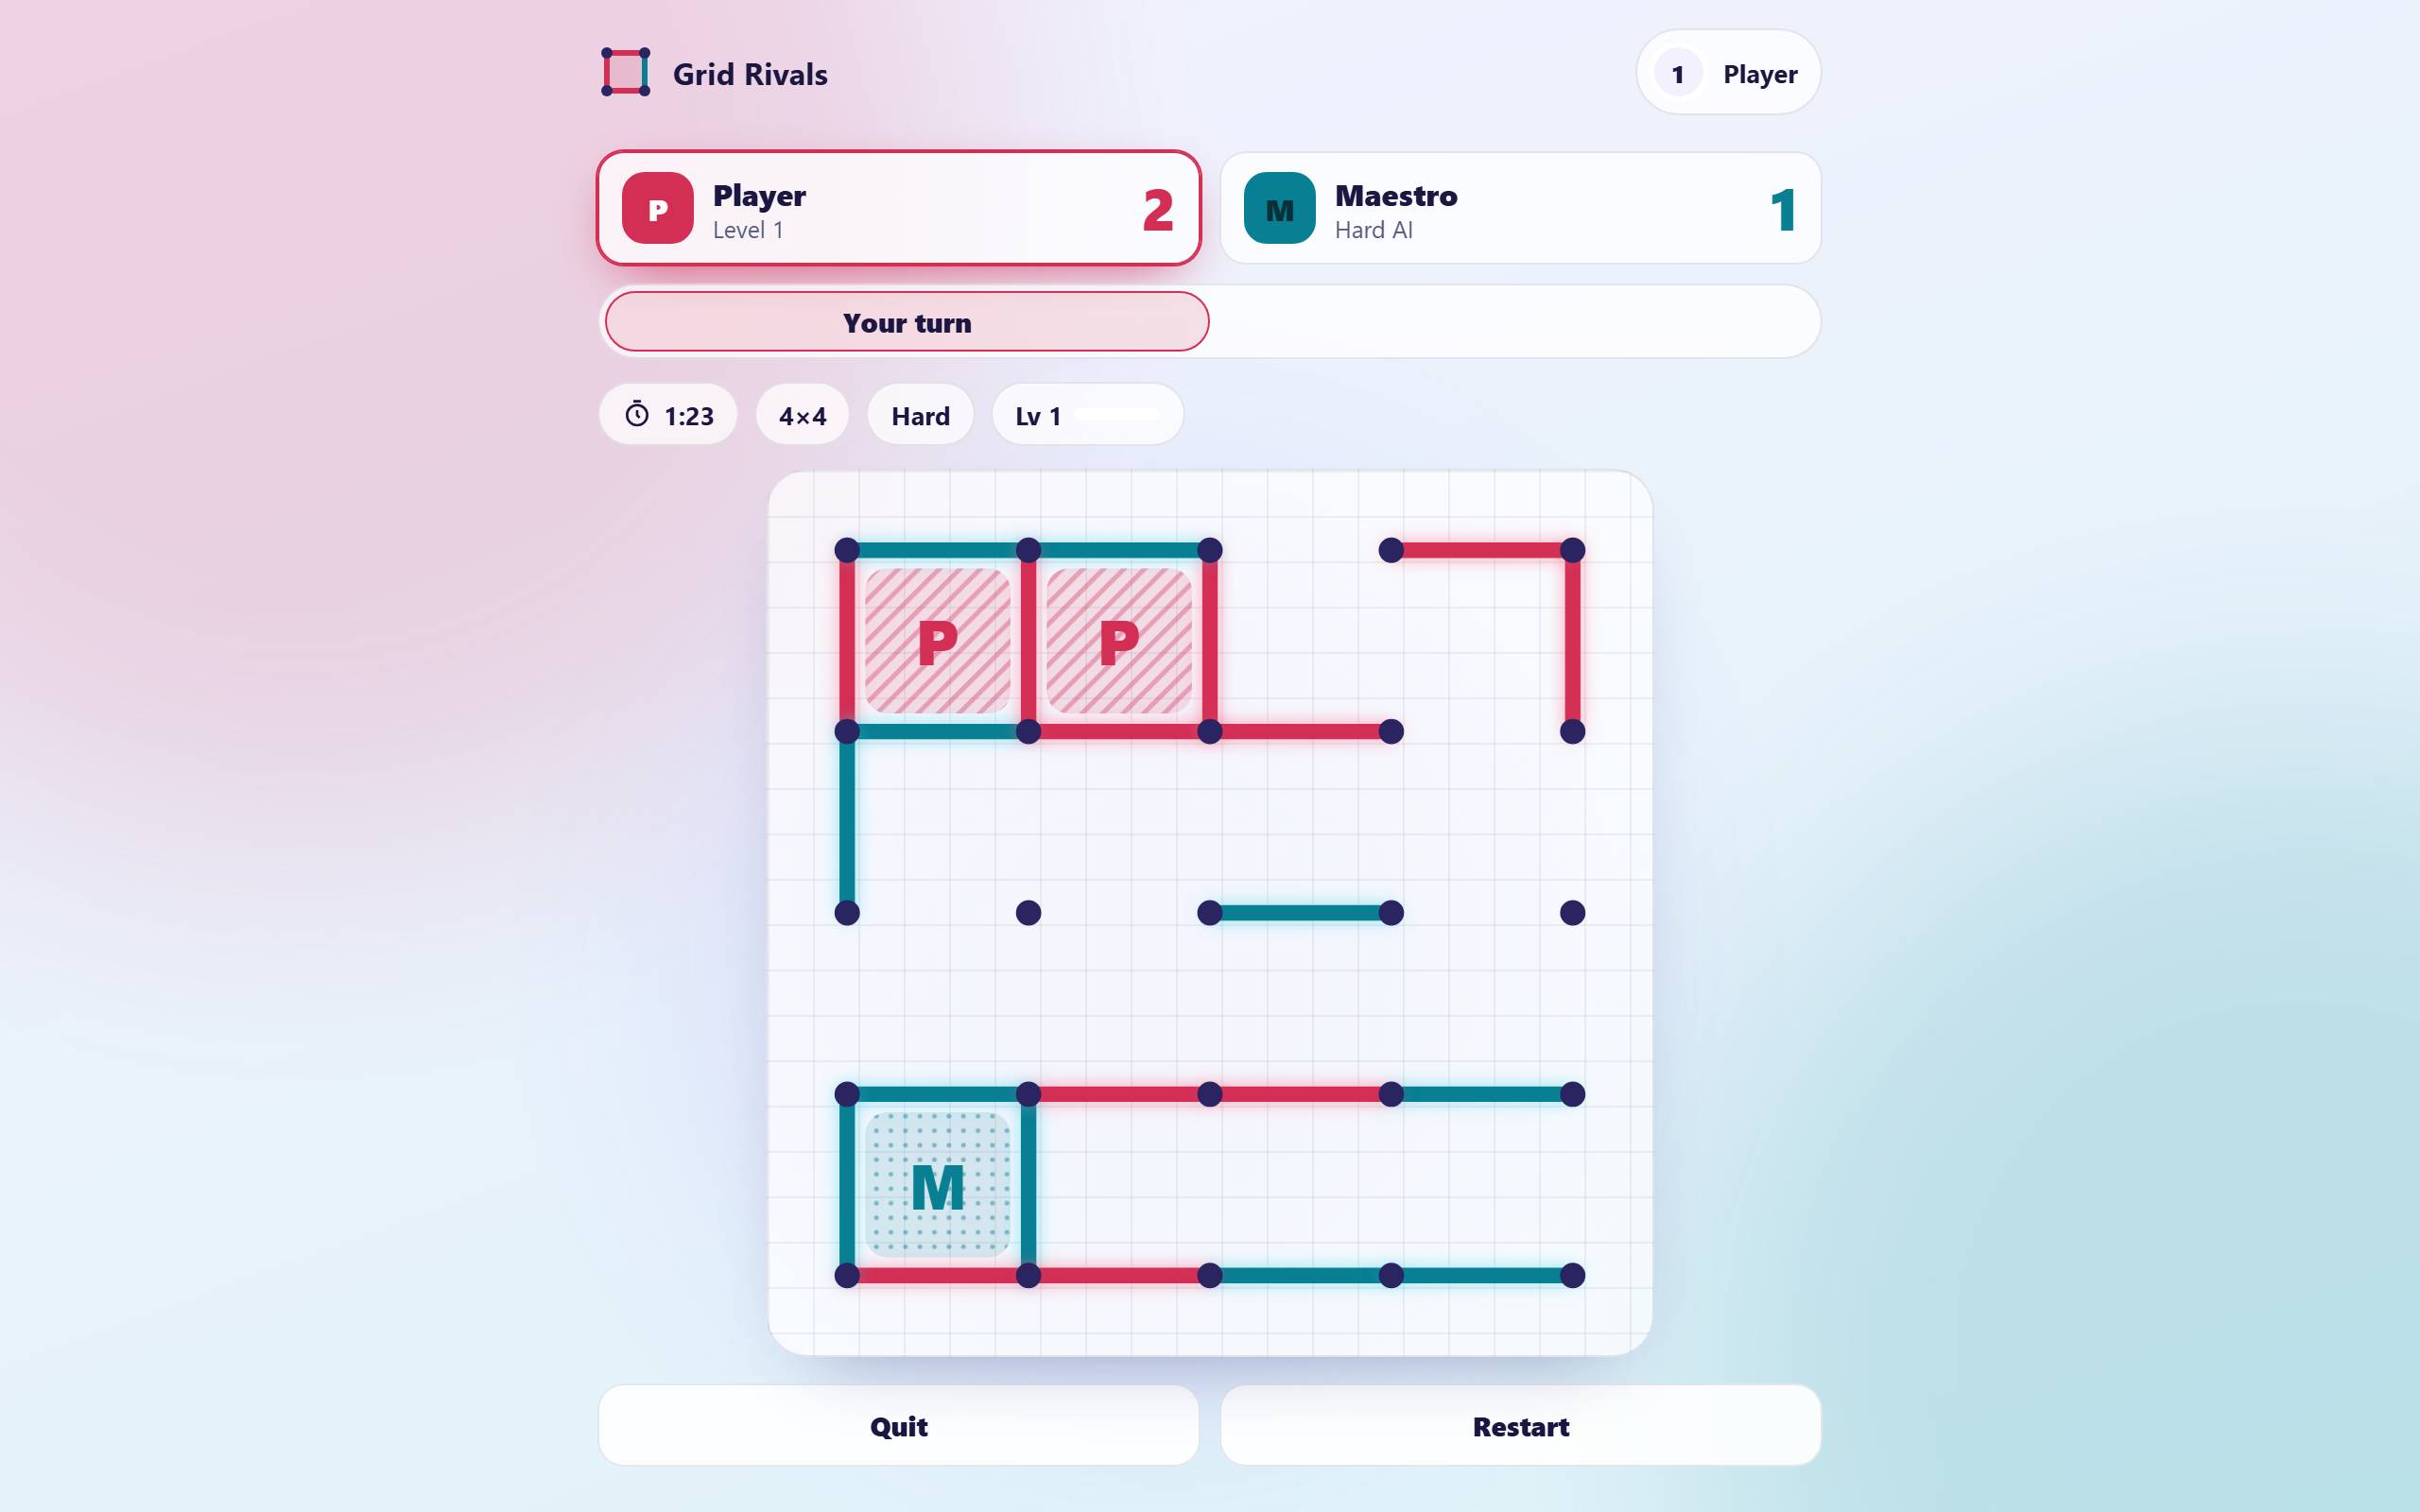 Grid Rivals
1 Player
P Player 2
Level 1
M Maestro 1
Hard AI
Your turn
1:23 4×4 Hard Lv 1
P P
M
Quit Restart